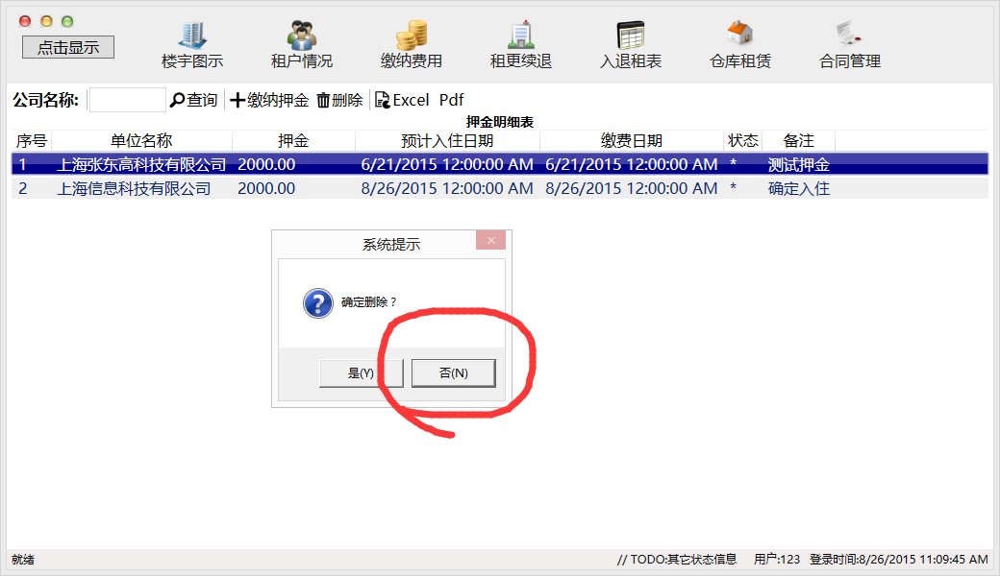 点击显示
楼宇图示 租户情况 缴纳费用 租更续退 入退租表 仓库租赁 合同管理
公司名称: 查询 缴纳押金 删除 Excel Pdf
押金明细表
序号 单位名称 押金 预计入住日期 缴费日期 状态 备注
1 上海张东高科技有限公司 2000.00 6/21/2015 12:00:00 AM 6/21/2015 12:00:00 AM * 测试押金
2 上海信息科技有限公司 2000.00 8/26/2015 12:00:00 AM 8/26/2015 12:00:00 AM * 确定入住
系统提示
确定删除？
是(Y) 否(N)
就绪 // TODO:其它状态信息 用户:123 登录时间:8/26/2015 11:09:45 AM